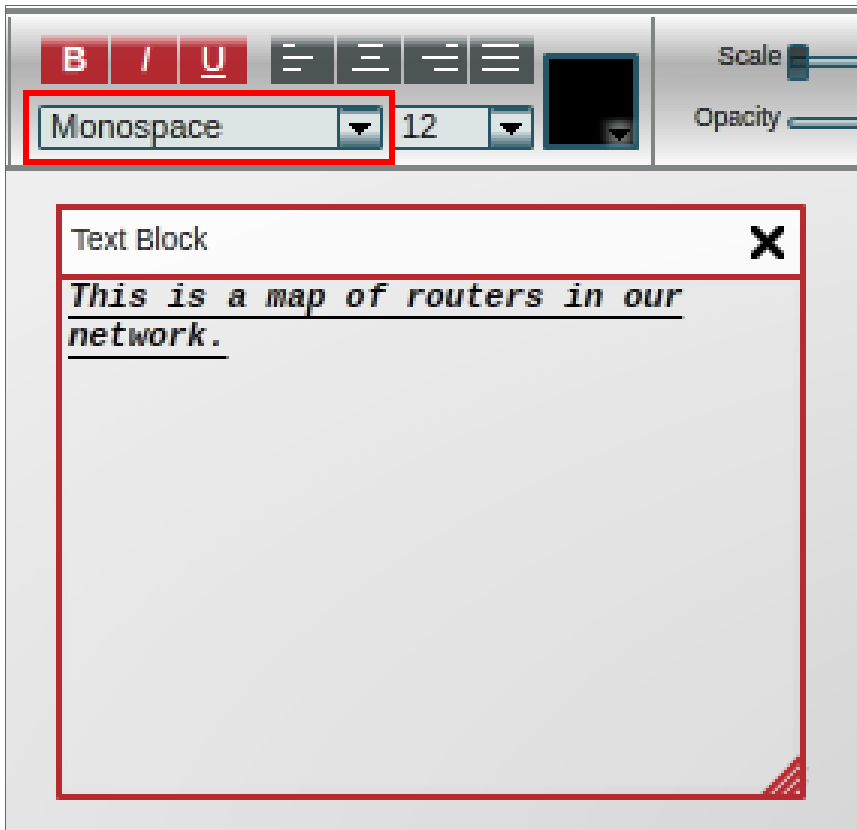 B I U
Scale
Monospace 12
Opacity
Text Block
This is a map of routers in our
network.